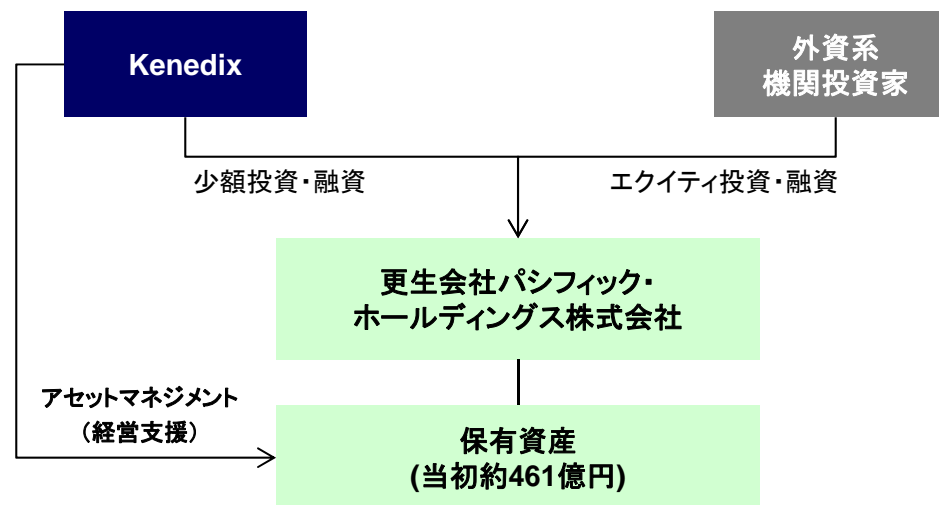 Kenedix
外資系
機関投資家
少額投資・融資
エクイティ投資・融資
更生会社パシフィック・
ホールディングス株式会社
アセットマネジメント
（経営支援）
保有資産
(当初約461億円)